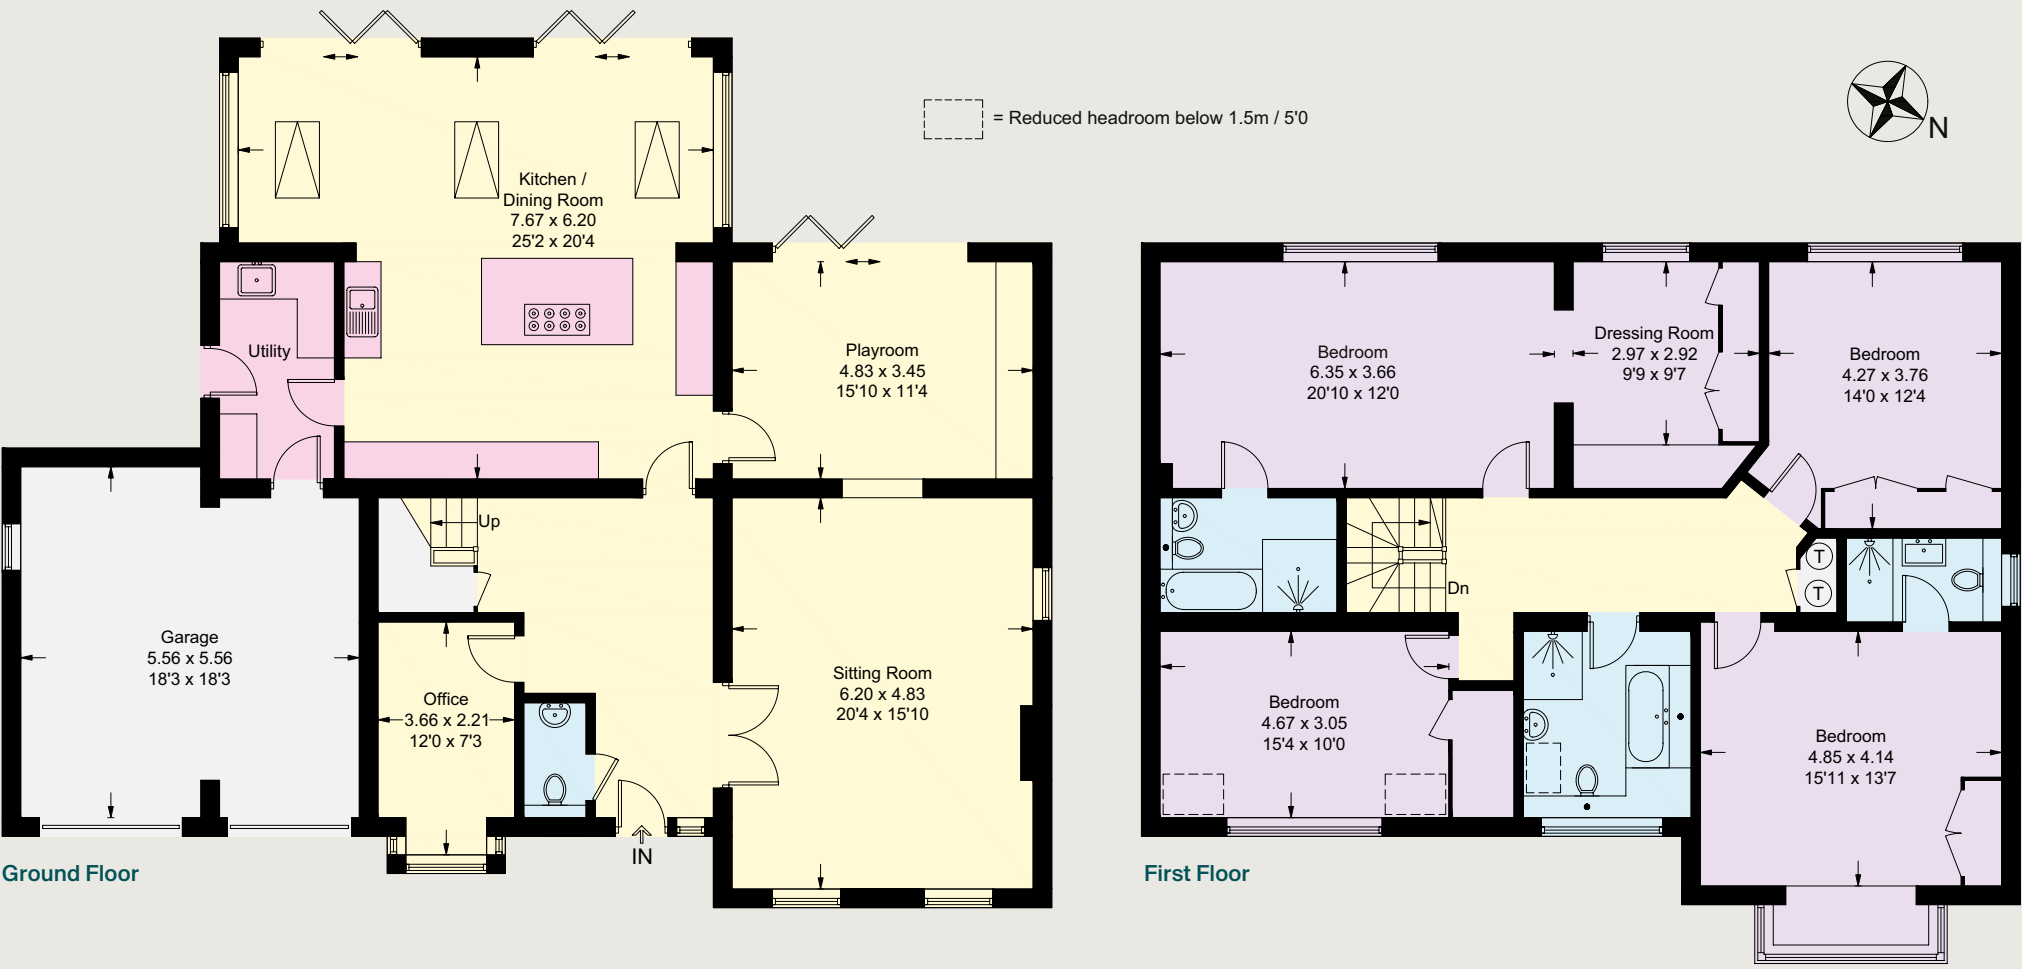 = Reduced headroom below 1.5m / 5'0
N
Kitchen /
Dining Room
7.67 x 6.20
25'2 x 20'4
Utility
Playroom
4.83 x 3.45
15'10 x 11'4
Up
Garage
5.56 x 5.56
18'3 x 18'3
Office
3.66 x 2.21
12'0 x 7'3
Sitting Room
6.20 x 4.83
20'4 x 15'10
IN
Ground Floor
Bedroom
6.35 x 3.66
20'10 x 12'0
Dressing Room
2.97 x 2.92
9'9 x 9'7
Bedroom
4.27 x 3.76
14'0 x 12'4
Dn
T
T
Bedroom
4.67 x 3.05
15'4 x 10'0
Bedroom
4.85 x 4.14
15'11 x 13'7
First Floor